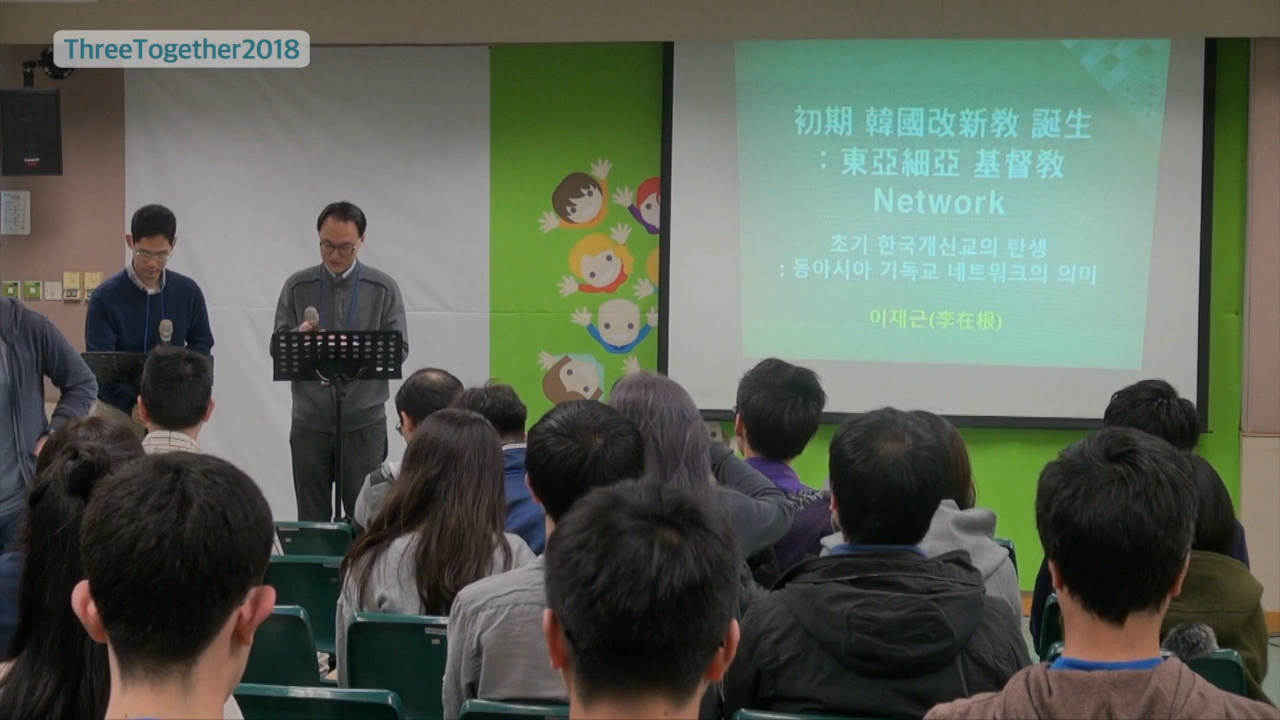 ThreeTogether2018
初期 韓國改新敎 誕生
: 東亞細亞 基督敎
Network
초기 한국개신교의 탄생
: 동아시아 기독교 네트워크의 의미
이재근(李在根)